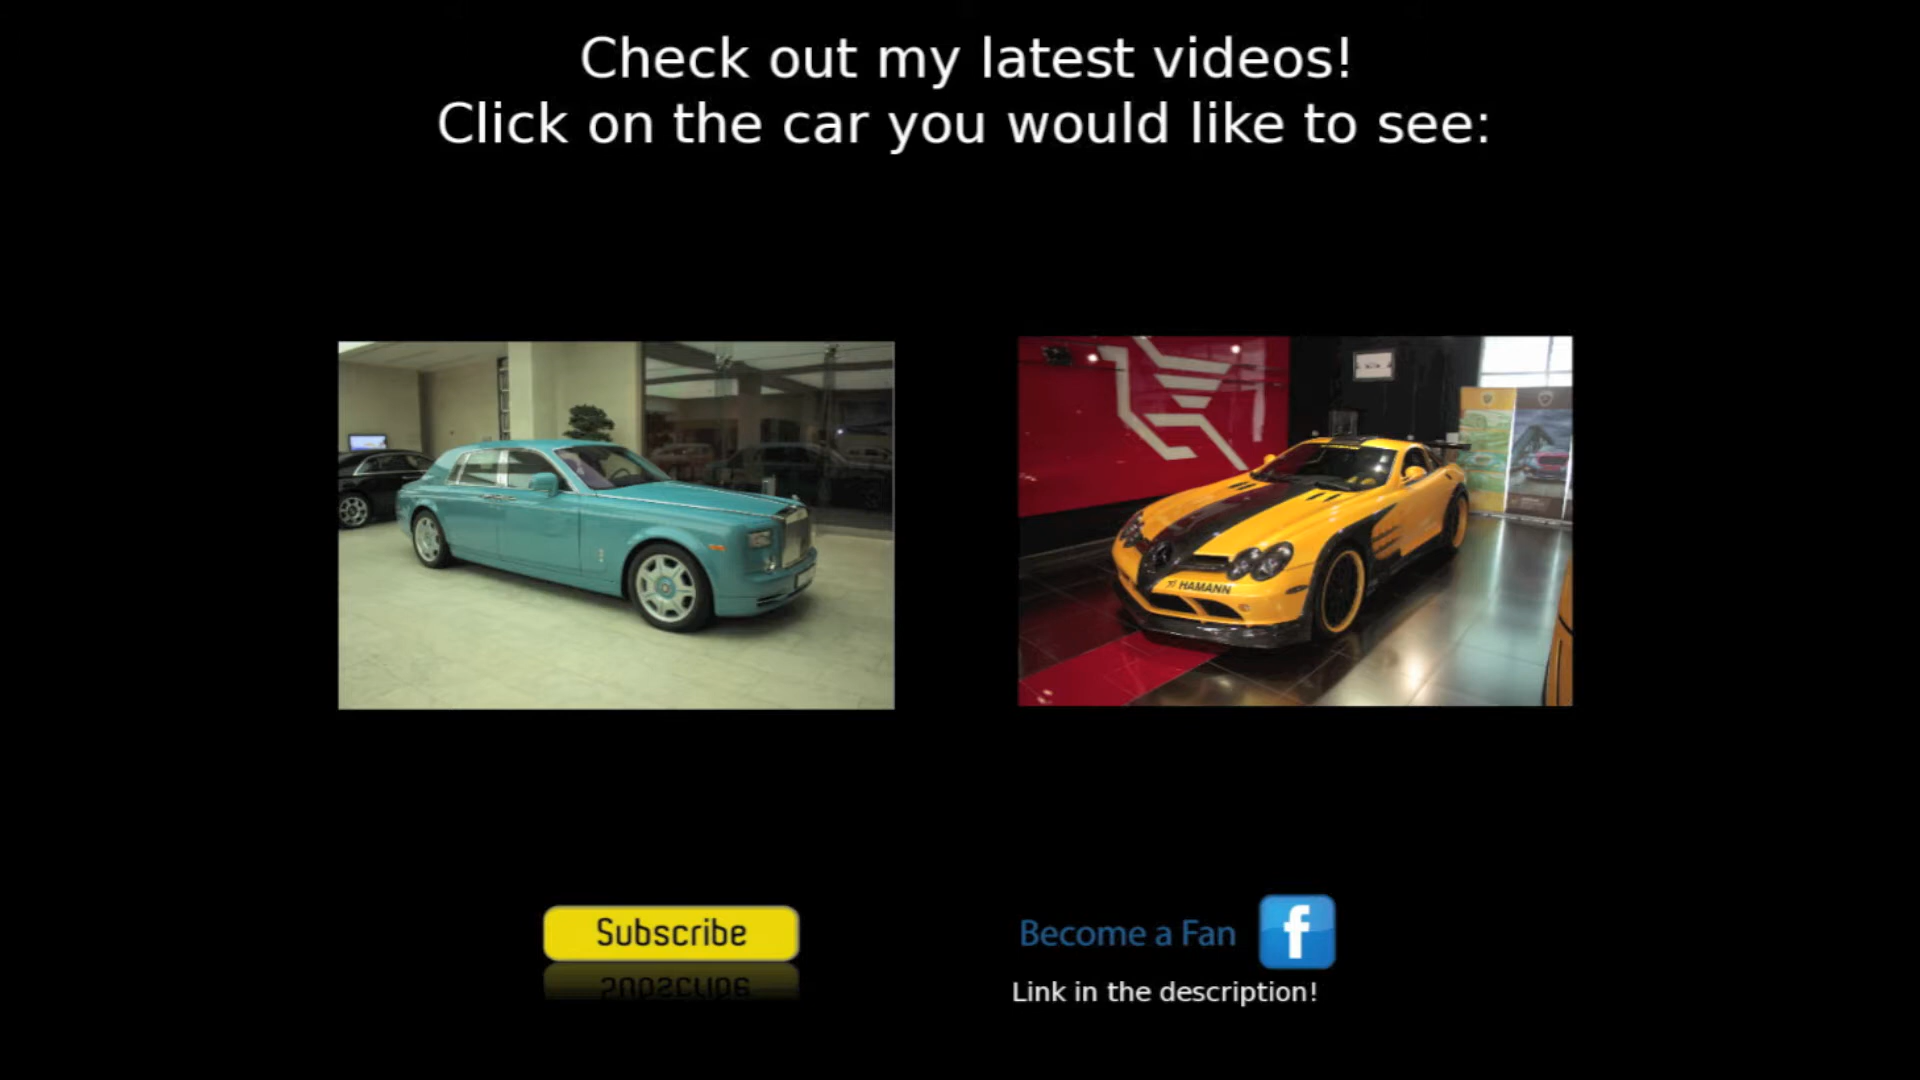 Check out my latest videos!
Click on the car you would like to see:
HAMANN
Subscribe
Become a Fan
f
Link in the description!